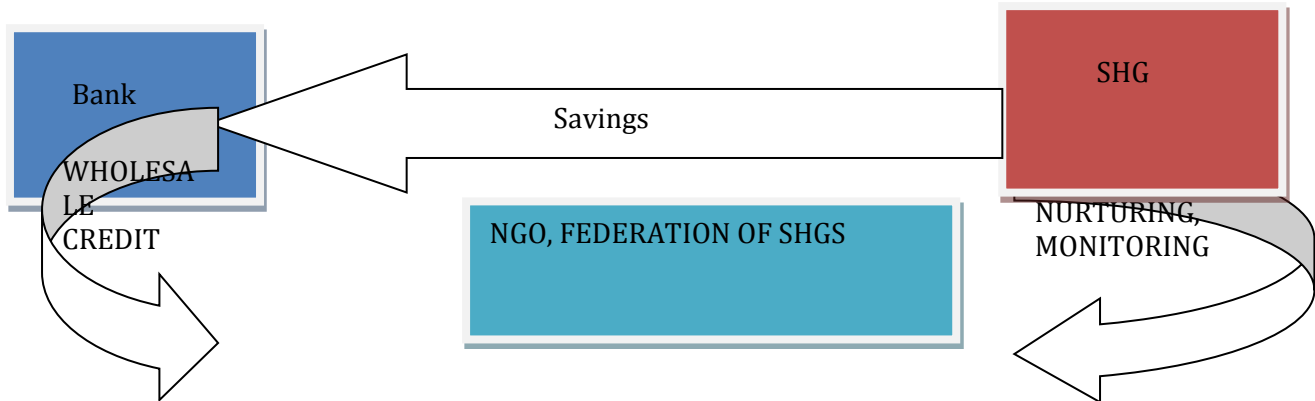 Bank
SHG
Savings
WHOLESA
LE
CREDIT
NURTURING,
MONITORING
NGO, FEDERATION OF SHGS